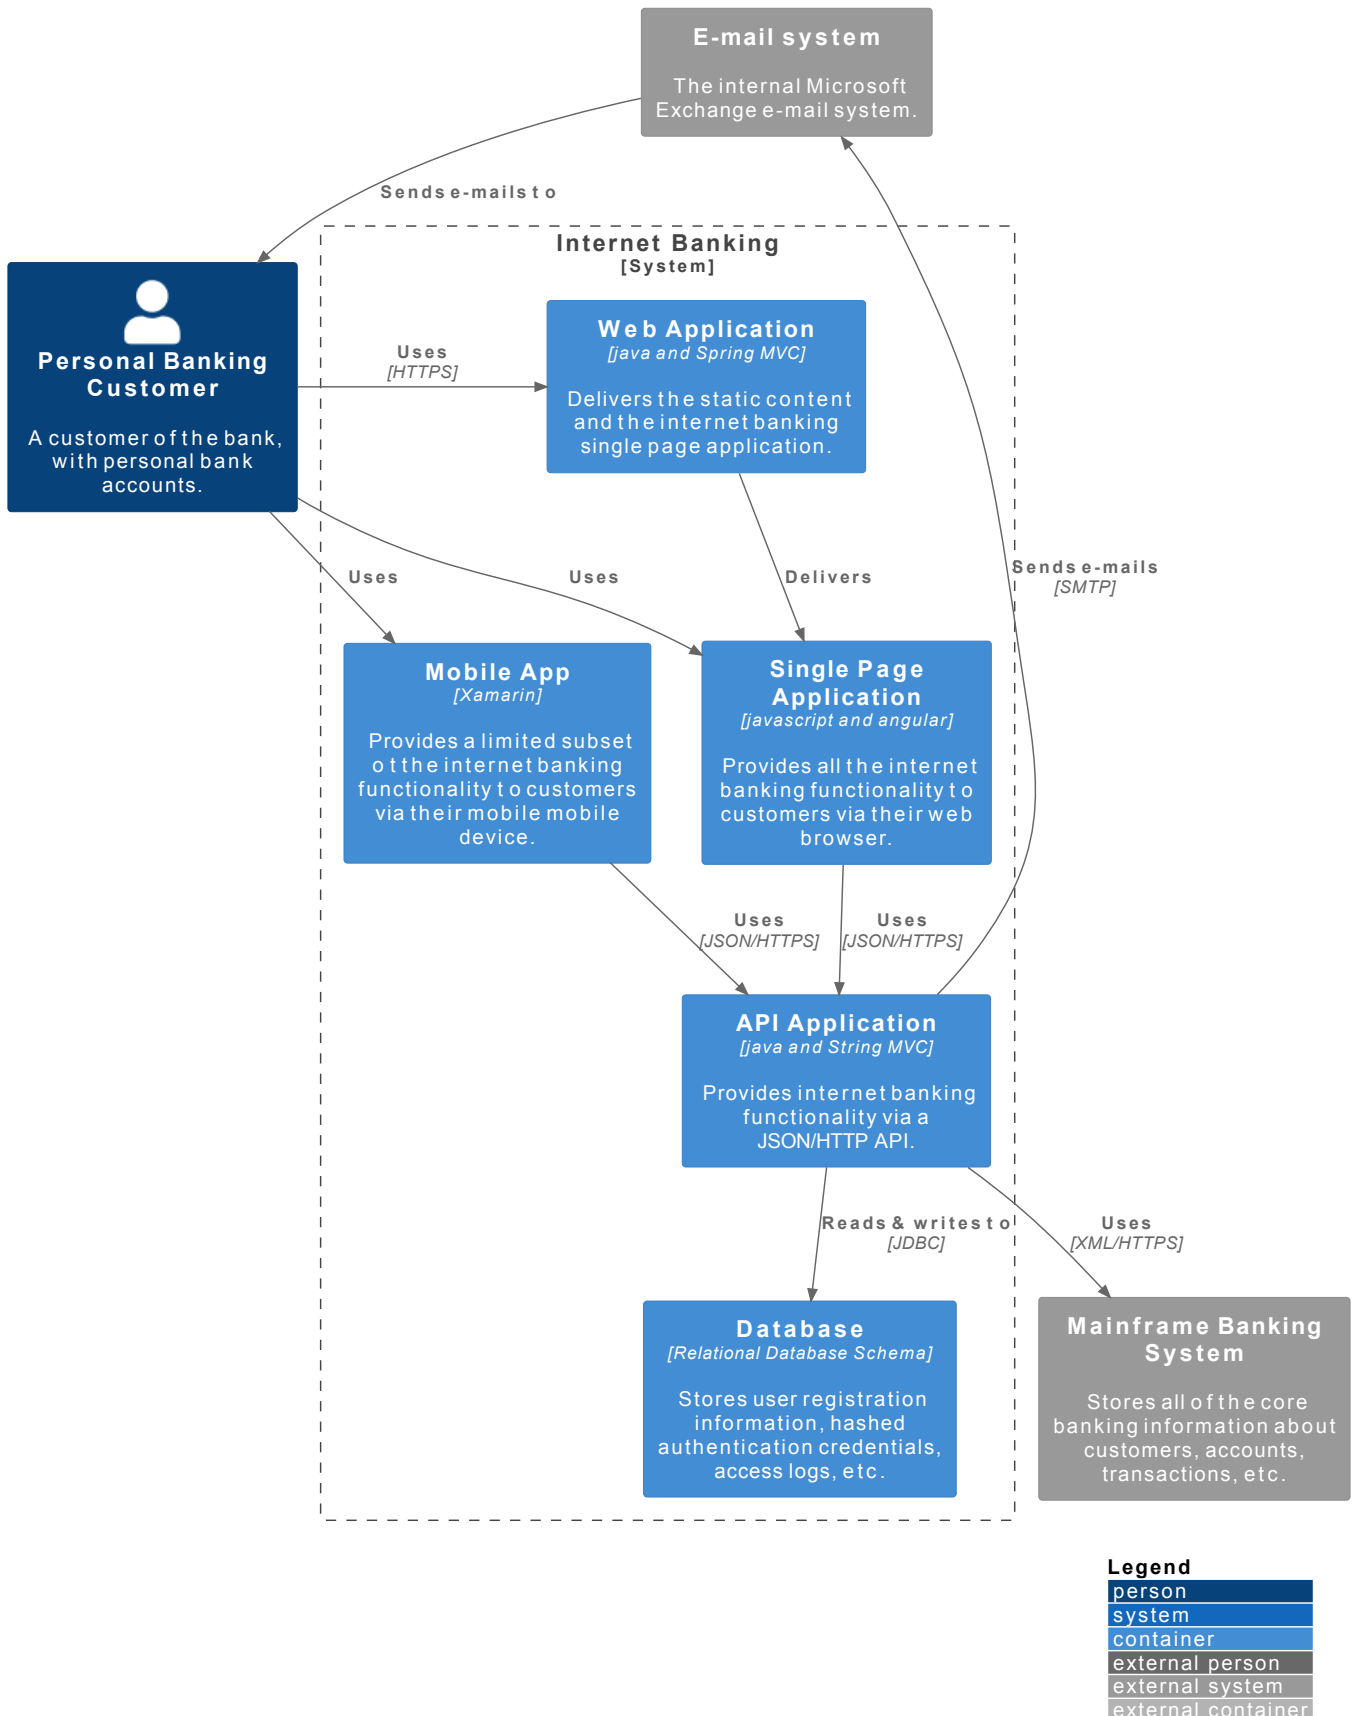 E-mail system
The internal Microsoft
Exchange e-mail system.
Sends e-mails to
Internet Banking
[System]
Personal Banking
Customer
A customer of the bank,
with personal bank
accounts.
Uses
[HTTPS]
Web Application
[java and Spring MVC]
Delivers the static content
and the internet banking
single page application.
Uses
Uses
Delivers
Sends e-mails
[SMTP]
Mobile App
[Xamarin]
Provides a limited subset
ot the internet banking
functionality to customers
via their mobile mobile
device.
Single Page
Application
[javascript and angular]
Provides all the internet
banking functionality to
customers via their web
browser.
Uses
[JSON/HTTPS]
Uses
[JSON/HTTPS]
API Application
[java and String MVC]
Provides internet banking
functionality via a
JSON/HTTP API.
Reads & writes to
[JDBC]
Uses
[XML/HTTPS]
Database
[Relational Database Schema]
Stores user registration
information, hashed
authentication credentials,
access logs, etc.
Mainframe Banking
System
Stores all of the core
banking information about
customers, accounts,
transactions, etc.
Legend
person
system
container
external person
external system
external container